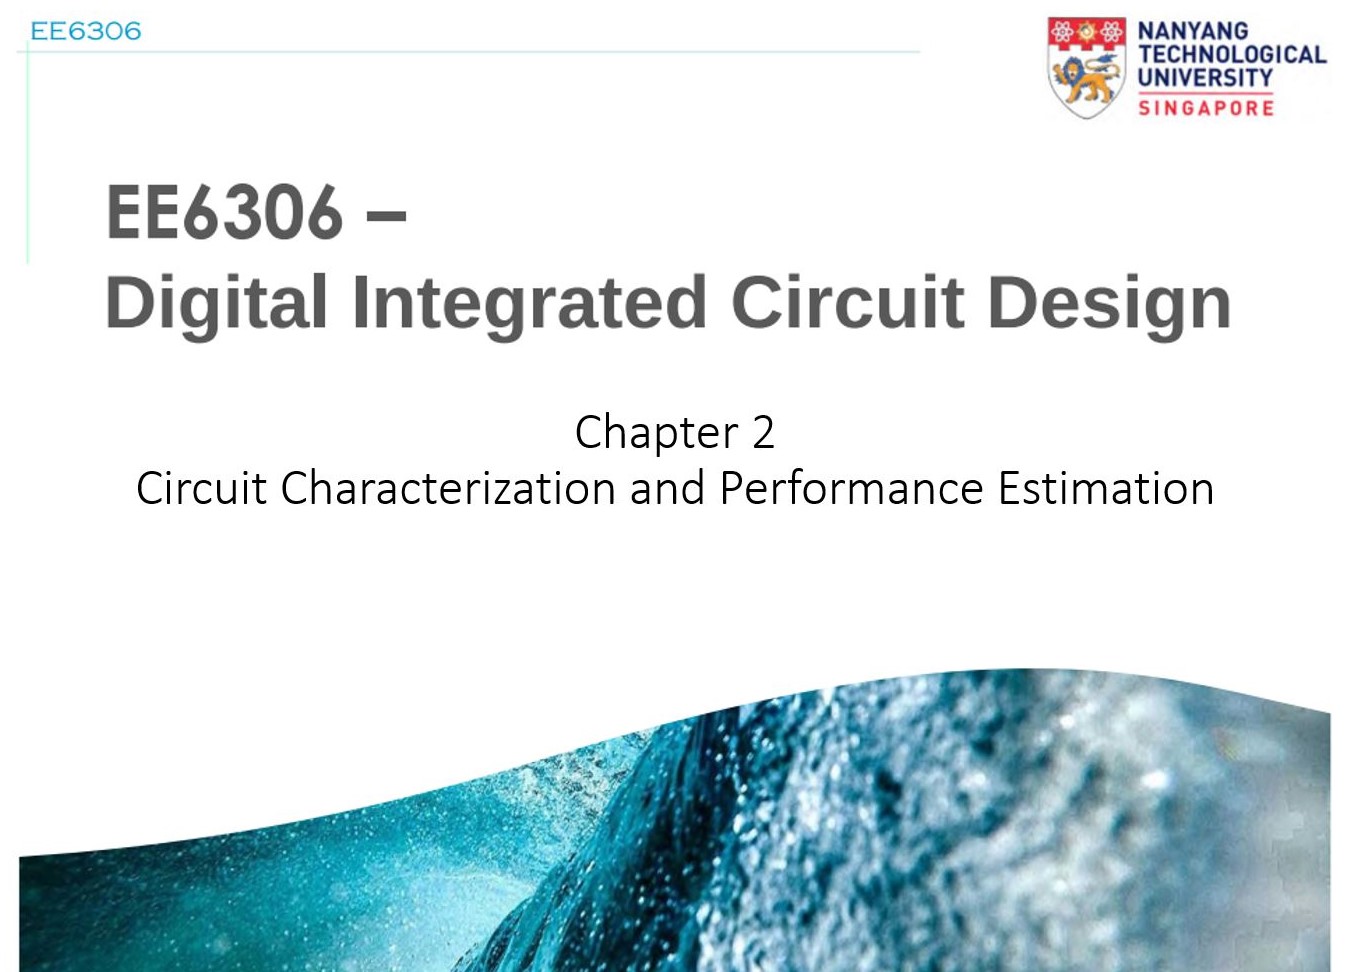 EE6306
NANYANG
TECHNOLOGICAL
UNIVERSITY
SINGAPORE
EE6306 –
Digital Integrated Circuit Design
Chapter 2
Circuit Characterization and Performance Estimation